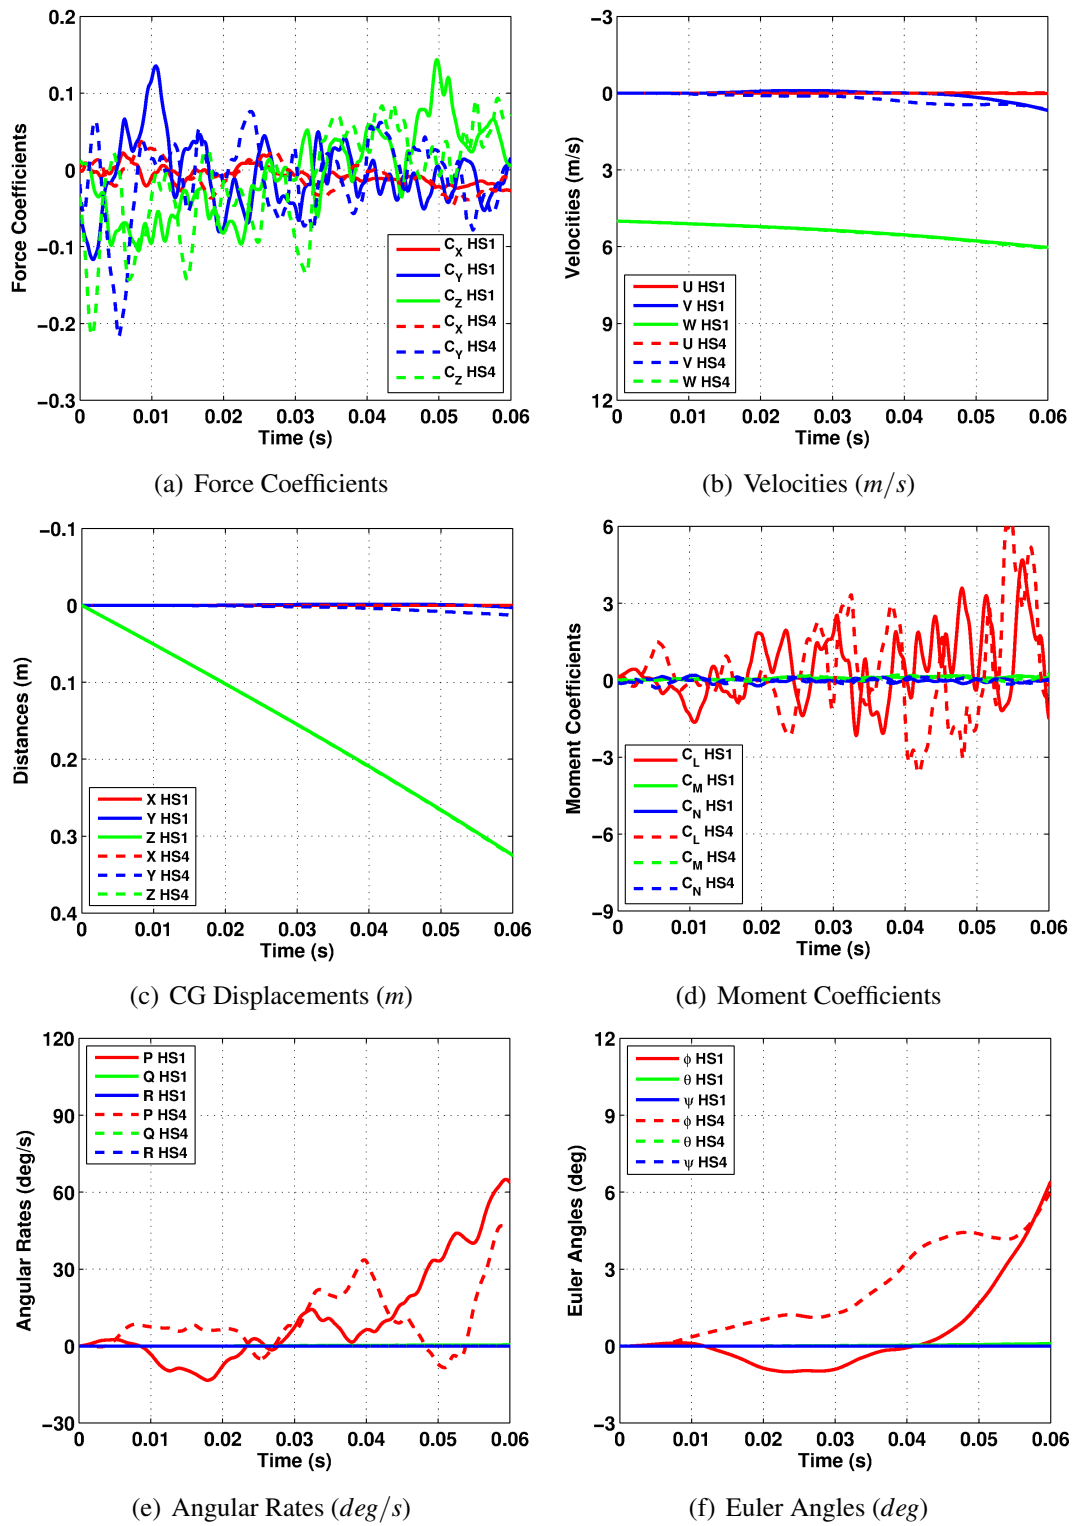 0.2
0.1
0
−0.1
−0.2
−0.3
Force Coefficients
C_X HS1
C_Y HS1
C_Z HS1
C_X HS4
C_Y HS4
C_Z HS4
0 0.01 0.02 0.03 0.04 0.05 0.06
Time (s)
(a) Force Coefficients
−3
0
3
6
9
12
Velocities (m/s)
U HS1
V HS1
W HS1
U HS4
V HS4
W HS4
0 0.01 0.02 0.03 0.04 0.05 0.06
Time (s)
(b) Velocities (m/s)
−0.1
0
0.1
0.2
0.3
0.4
Distances (m)
X HS1
Y HS1
Z HS1
X HS4
Y HS4
Z HS4
0 0.01 0.02 0.03 0.04 0.05 0.06
Time (s)
(c) CG Displacements (m)
6
3
0
−3
−6
−9
Moment Coefficients
C_L HS1
C_M HS1
C_N HS1
C_L HS4
C_M HS4
C_N HS4
0 0.01 0.02 0.03 0.04 0.05 0.06
Time (s)
(d) Moment Coefficients
120
90
60
30
0
−30
Angular Rates (deg/s)
P HS1
Q HS1
R HS1
P HS4
Q HS4
R HS4
0 0.01 0.02 0.03 0.04 0.05 0.06
Time (s)
(e) Angular Rates (deg/s)
12
9
6
3
0
−3
Euler Angles (deg)
ϕ HS1
θ HS1
ψ HS1
ϕ HS4
θ HS4
ψ HS4
0 0.01 0.02 0.03 0.04 0.05 0.06
Time (s)
(f) Euler Angles (deg)